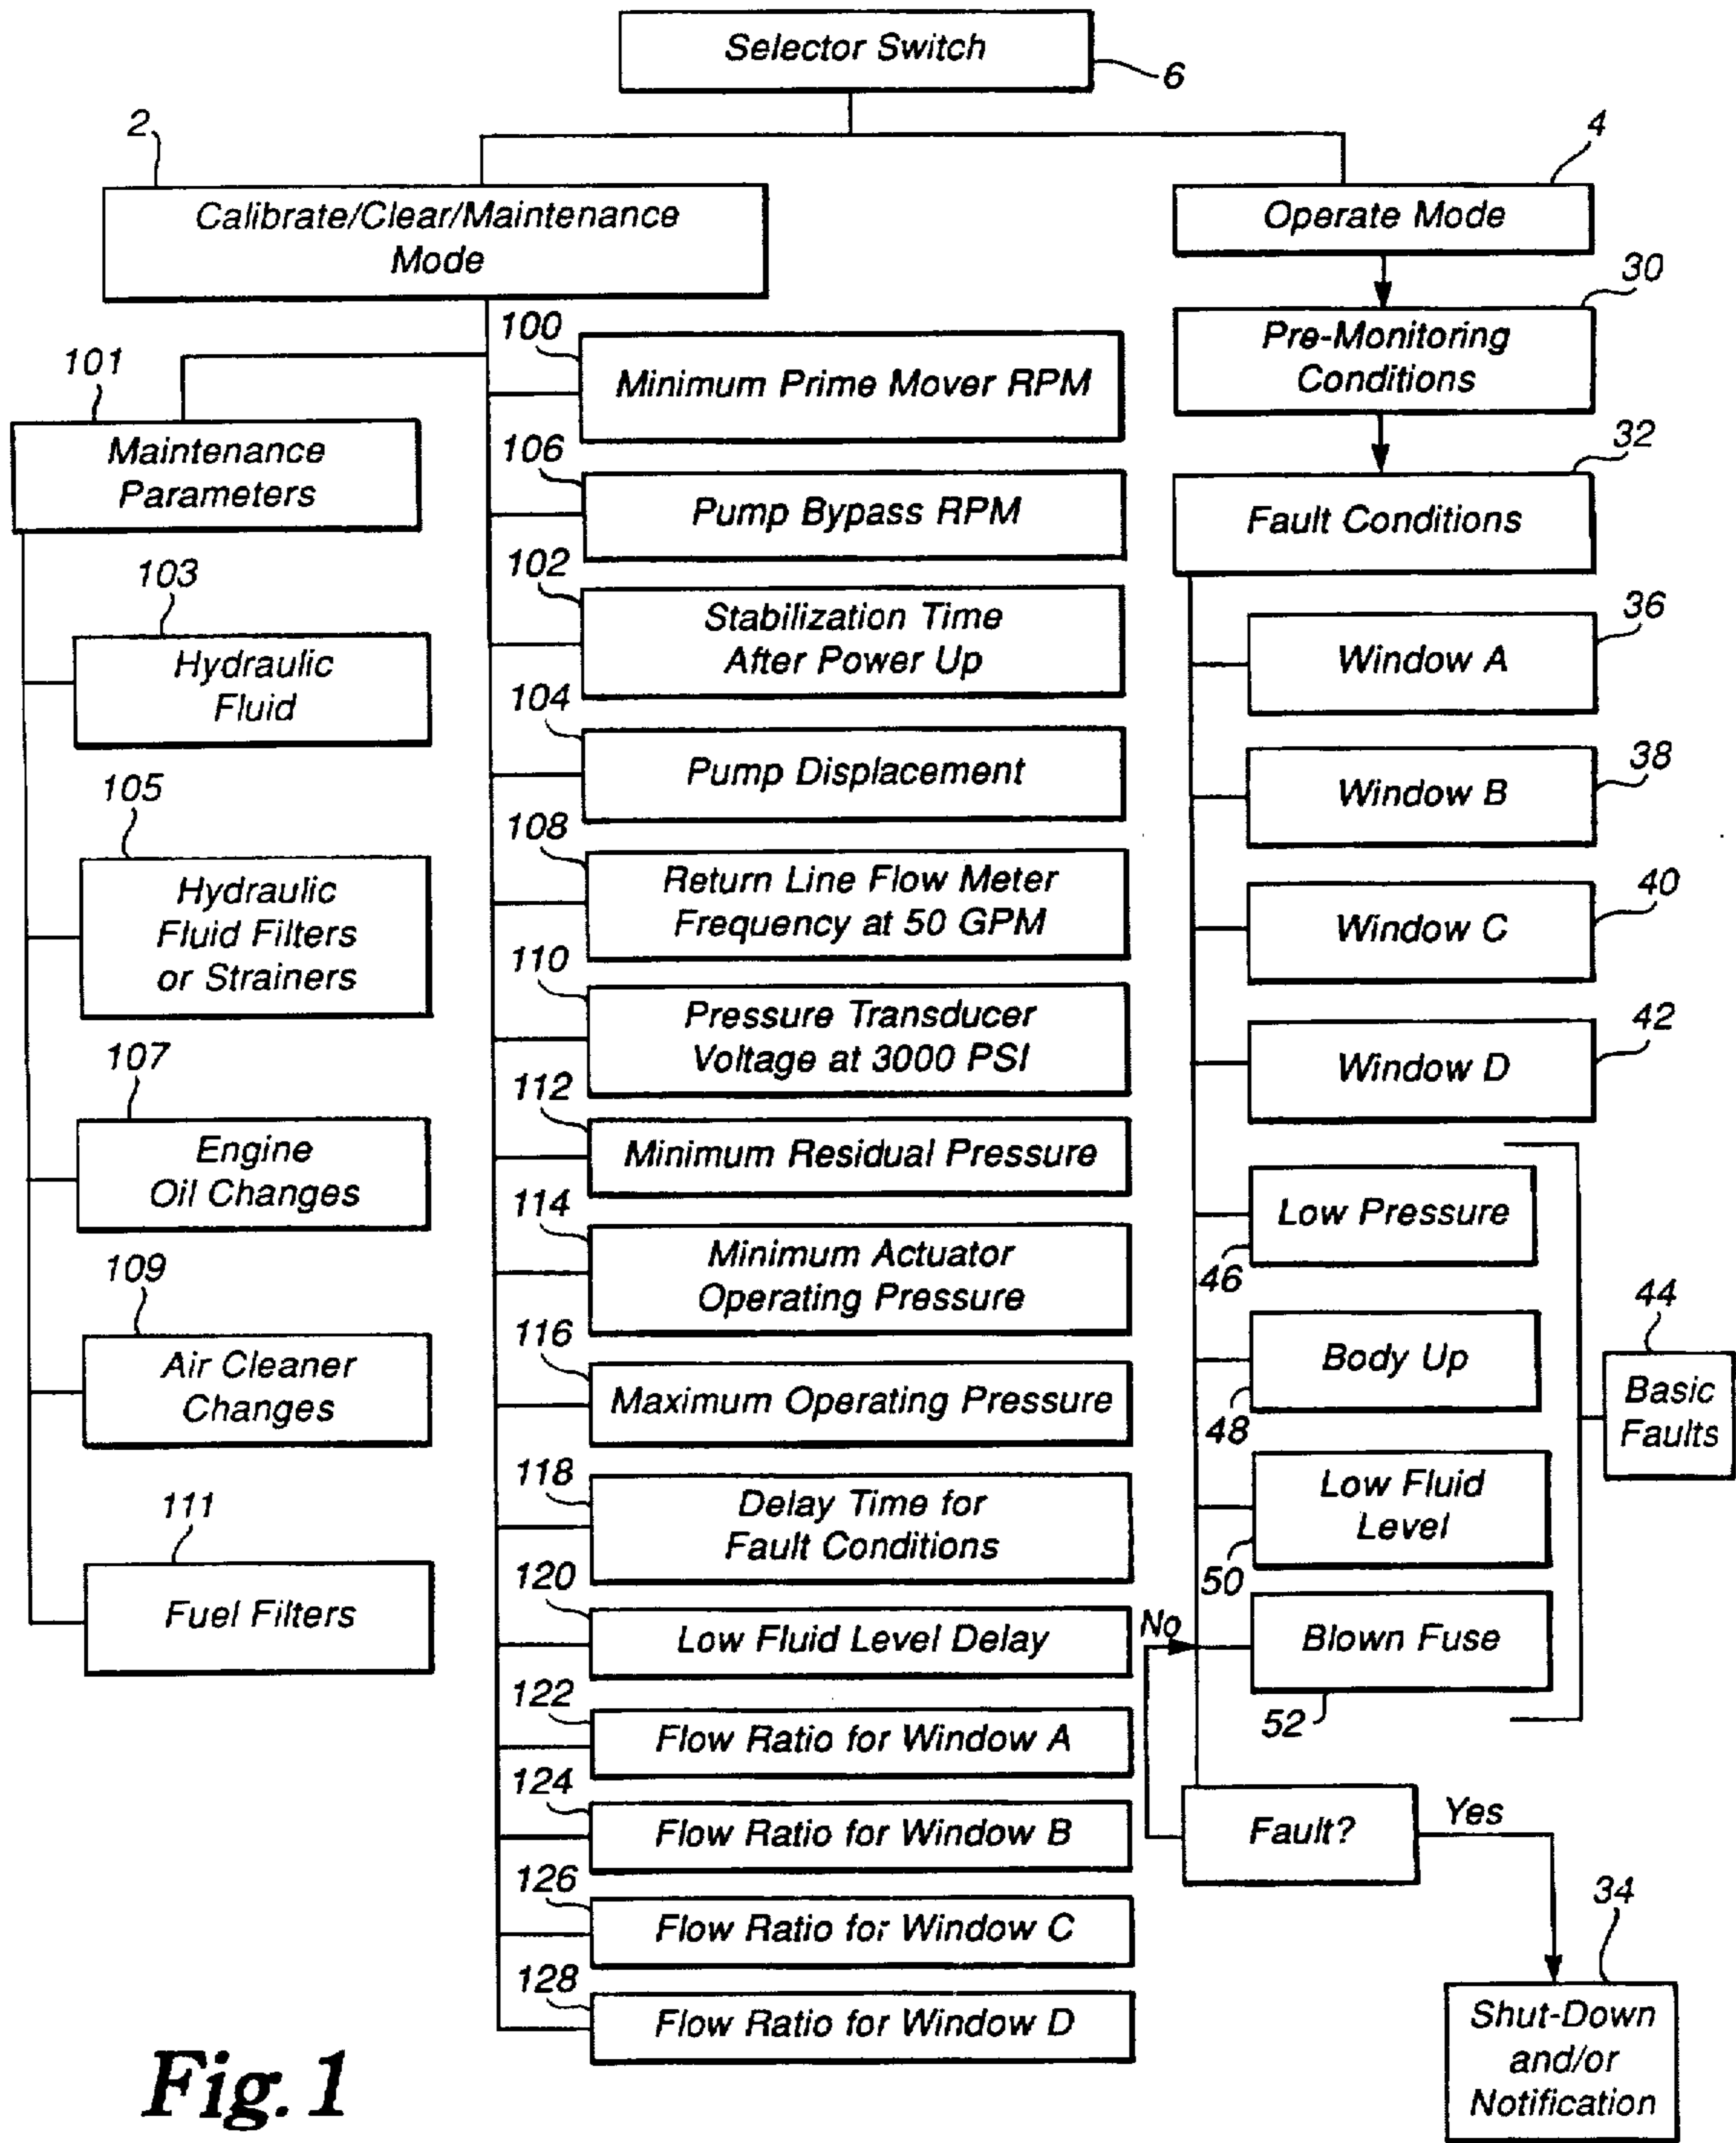 Selector Switch
6
2
Calibrate/Clear/Maintenance
Mode
4
Operate Mode
30
Pre-Monitoring
Conditions
32
Fault Conditions
101
Maintenance
Parameters
103
Hydraulic
Fluid
105
Hydraulic
Fluid Filters
or Strainers
107
Engine
Oil Changes
109
Air Cleaner
Changes
111
Fuel Filters
100
Minimum Prime Mover RPM
106
Pump Bypass RPM
102
Stabilization Time
After Power Up
104
Pump Displacement
108
Return Line Flow Meter
Frequency at 50 GPM
110
Pressure Transducer
Voltage at 3000 PSI
112
Minimum Residual Pressure
114
Minimum Actuator
Operating Pressure
116
Maximum Operating Pressure
118
Delay Time for
Fault Conditions
120
Low Fluid Level Delay
122
Flow Ratio for Window A
124
Flow Ratio for Window B
126
Flow Ratio for Window C
128
Flow Ratio for Window D
36
Window A
38
Window B
40
Window C
42
Window D
Low Pressure
46
Body Up
48
Low Fluid
Level
50
Blown Fuse
52
44
Basic
Faults
No
Fault?
Yes
34
Shut-Down
and/or
Notification
Fig. 1